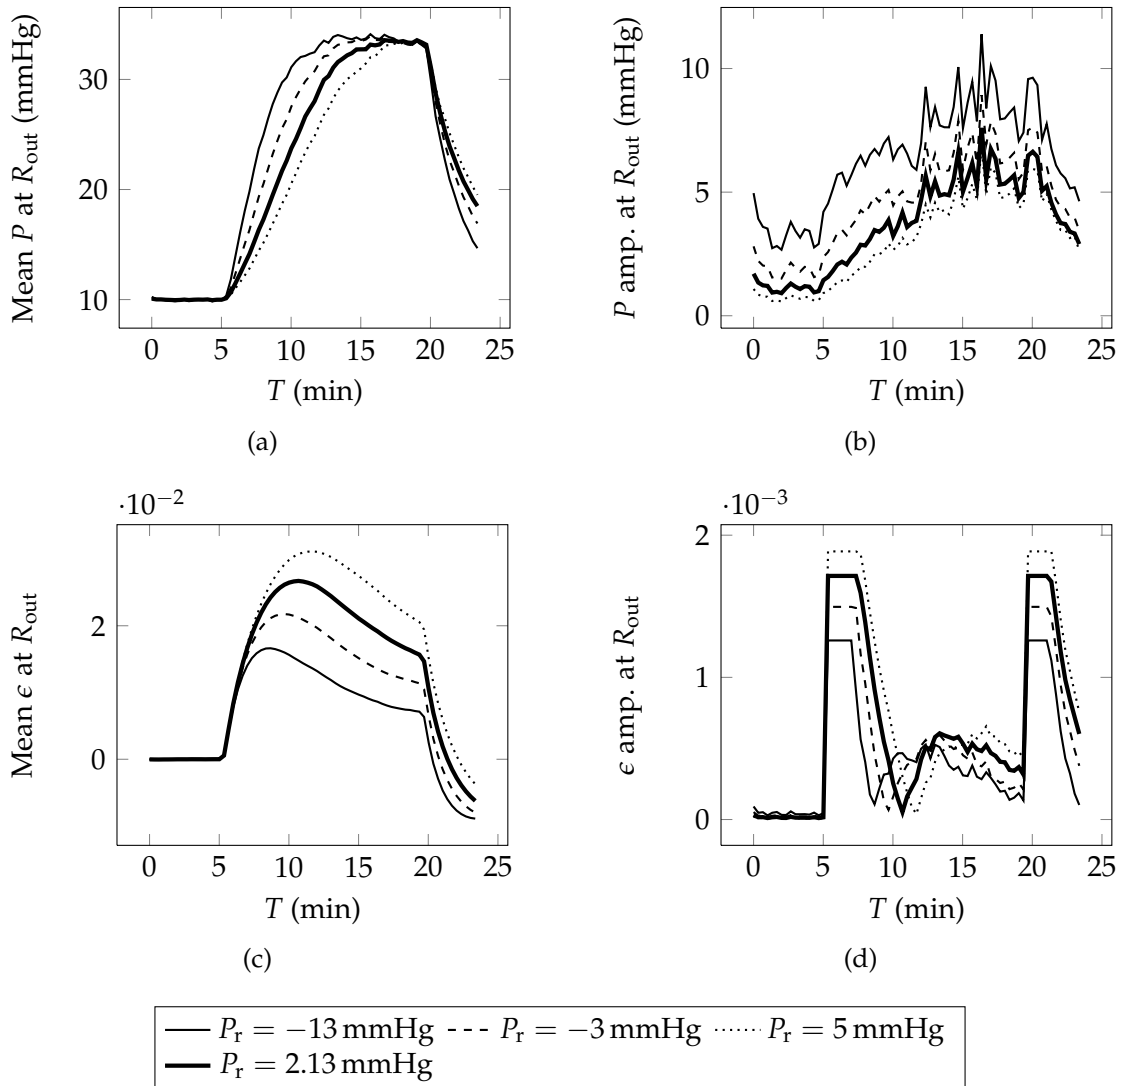 30
20
10
Mean P at R_out (mmHg)
0 5 10 15 20 25
T (min)
(a)
10
5
0
P amp. at R_out (mmHg)
0 5 10 15 20 25
T (min)
(b)
·10⁻²
2
0
Mean ϵ at R_out
0 5 10 15 20 25
T (min)
(c)
·10⁻³
2
1
0
ϵ amp. at R_out
0 5 10 15 20 25
T (min)
(d)
P_r = −13 mmHg P_r = −3 mmHg P_r = 5 mmHg
P_r = 2.13 mmHg